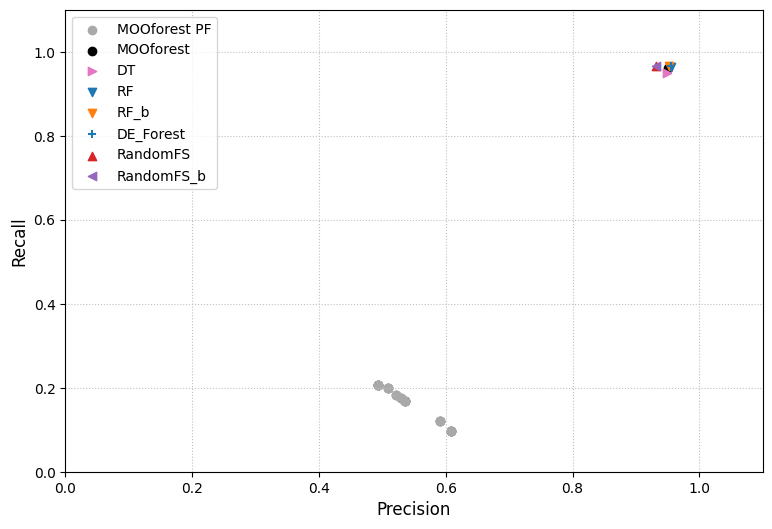 MOOforest PF
MOOforest
DT
RF
RF_b
DE_Forest
RandomFS
RandomFS_b
1.0
0.8
0.6
0.4
0.2
0.0
Recall
0.0 0.2 0.4 0.6 0.8 1.0
Precision